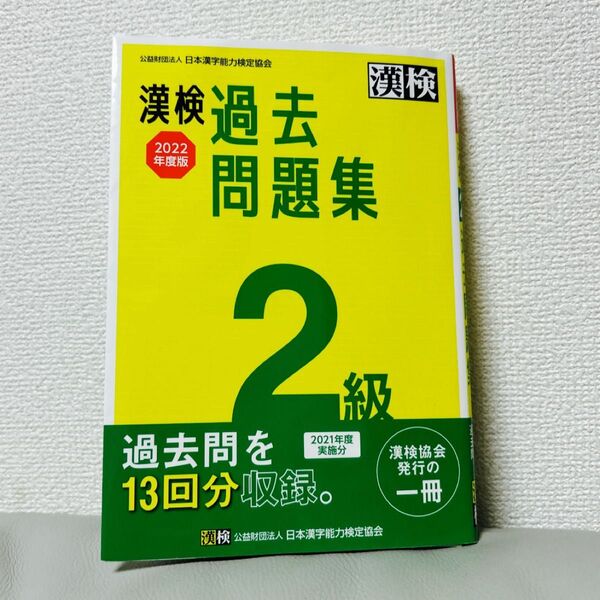 公益財団法人 日本漢字能力検定協会
漢検
漢検
2022
年度版
過去
問題集
2級
過去問を
13回分収録。
2021年度
実施分
漢検協会
発行の
一冊
漢検 公益財団法人 日本漢字能力検定協会